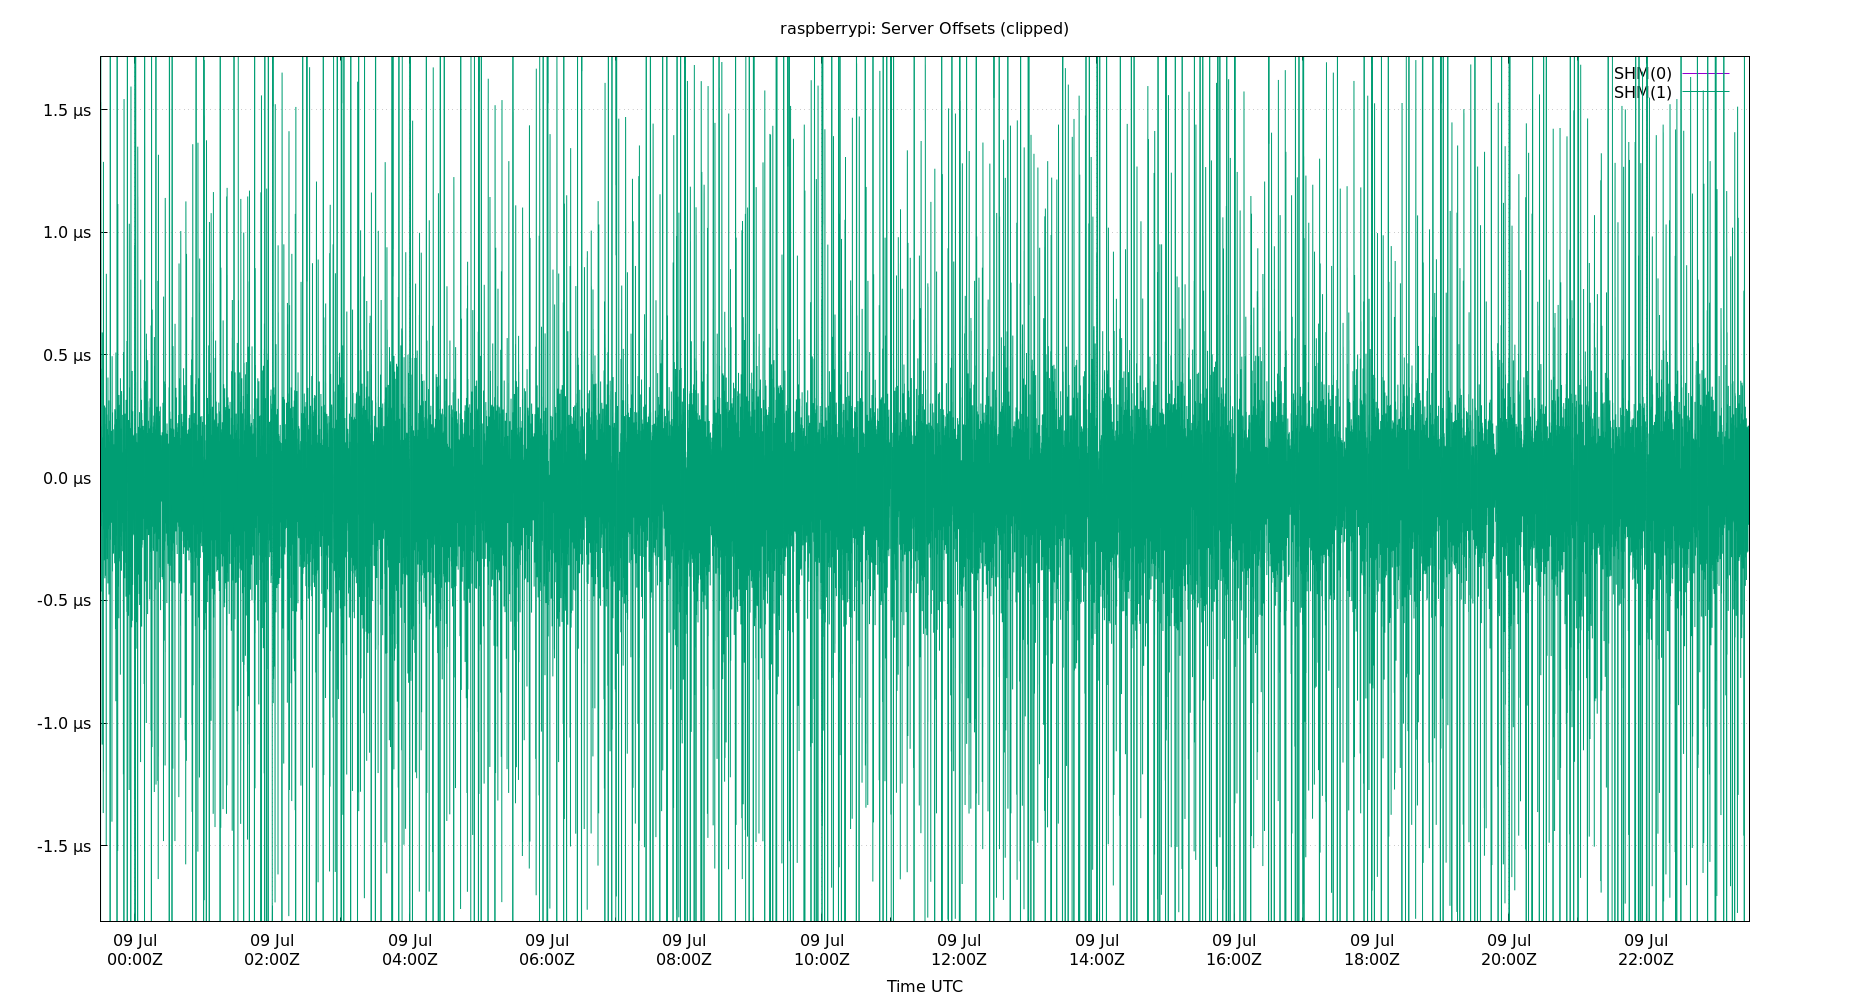 raspberrypi: Server Offsets (clipped)
SHM(0)
SHM(1)
1.5 µs
1.0 µs
0.5 µs
0.0 µs
-0.5 µs
-1.0 µs
-1.5 µs
09 Jul 09 Jul 09 Jul 09 Jul 09 Jul 09 Jul 09 Jul 09 Jul 09 Jul 09 Jul 09 Jul 09 Jul
00:00Z 02:00Z 04:00Z 06:00Z 08:00Z 10:00Z 12:00Z 14:00Z 16:00Z 18:00Z 20:00Z 22:00Z
Time UTC